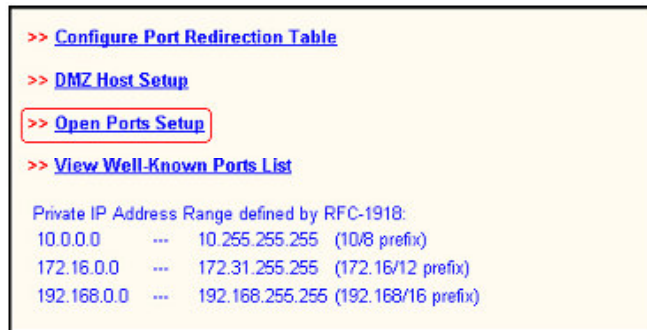 >> Configure Port Redirection Table
>> DMZ Host Setup
>> Open Ports Setup
>> View Well-Known Ports List
Private IP Address Range defined by RFC-1918:
10.0.0.0 --- 10.255.255.255 (10/8 prefix)
172.16.0.0 --- 172.31.255.255 (172.16/12 prefix)
192.168.0.0 --- 192.168.255.255 (192.168/16 prefix)